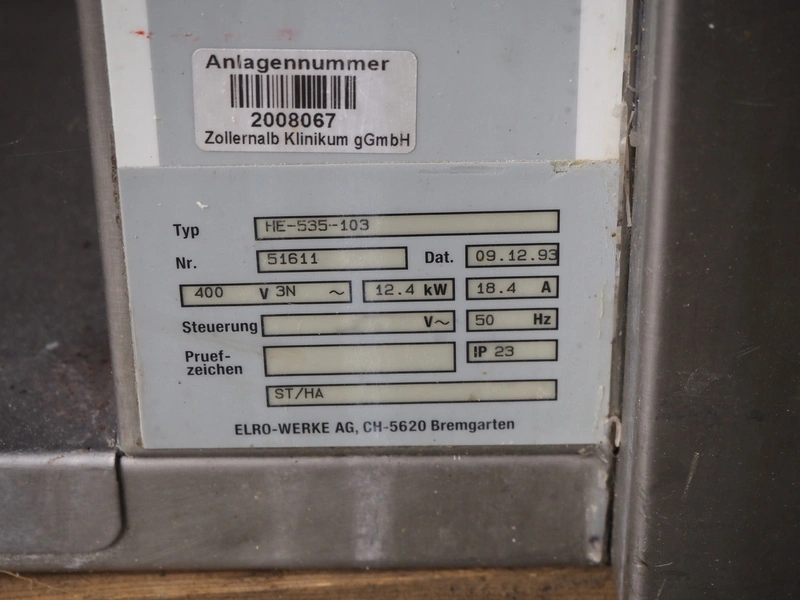 Anlagennummer
2008067
Zollernalb Klinikum gGmbH
Typ HE-535-103
Nr. 51611 Dat. 09.12.93
400 V 3N ~ 12.4 kW 18.4 A
Steuerung V~ 50 Hz
Pruef-
zeichen IP 23
ST/HA
ELRO-WERKE AG, CH-5620 Bremgarten